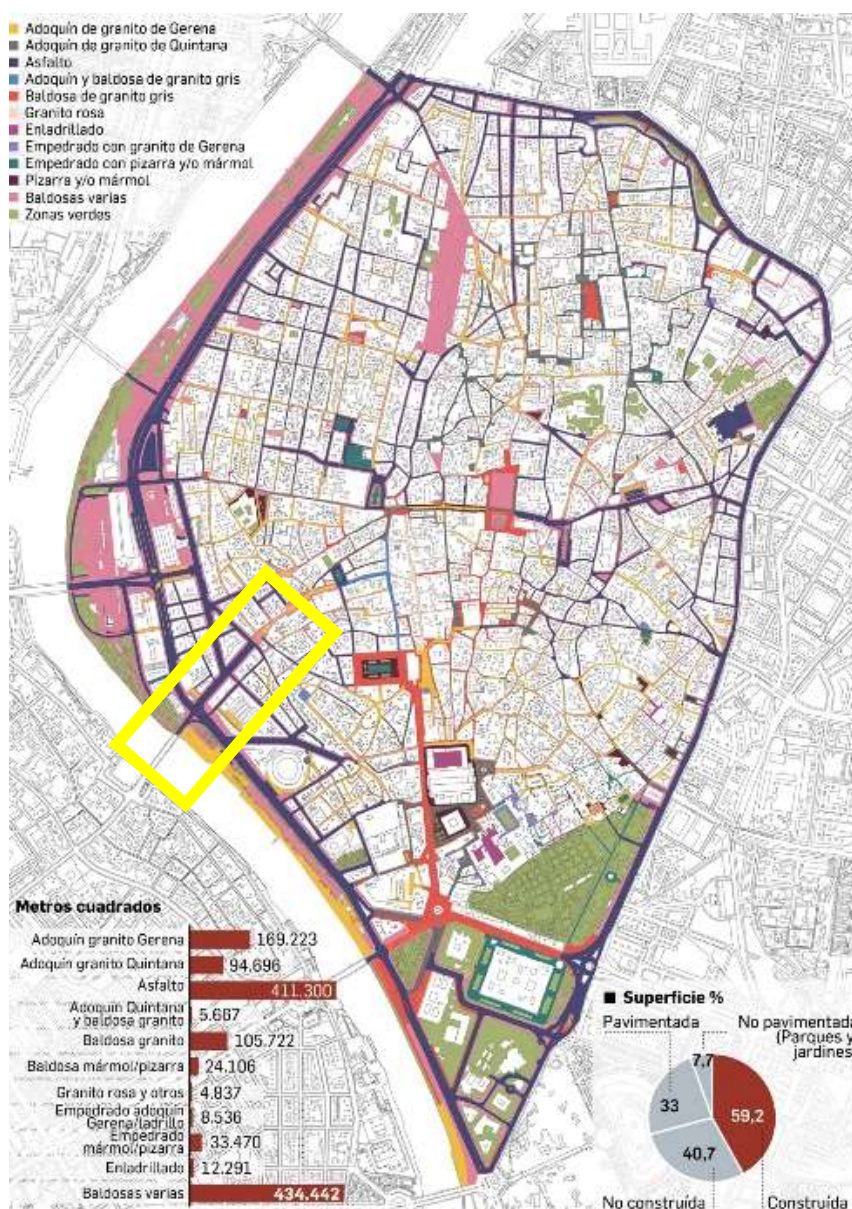 Adoquín de granito de Gerena
Adoquín de granito de Quintana
Asfalto
Adoquín y baldosa de granito gris
Baldosa de granito gris
Granito rosa
Enladrillado
Empedrado con granito de Gerena
Empedrado con pizarra y/o mármol
Pizarra y/o mármol
Baldosas varias
Zonas verdes
Metros cuadrados
Adoquín granito Gerena 169.223
Adoquín granito Quintana 94.696
Asfalto 411.300
Adoquín Quintana
y baldosa granito 5.667
Baldosa granito 105.722
Baldosa mármol/pizarra 24.106
Granito rosa y otros 4.837
Empedrado adoquín
Gerena/ladrillo 8.536
Empedrado
mármol/pizarra 33.470
Enladrillado 12.291
Baldosas varias 434.442
Superficie %
Pavimentada
No pavimentada
(Parques y
jardines
7,7
33
59,2
40,7
No construída
Construída